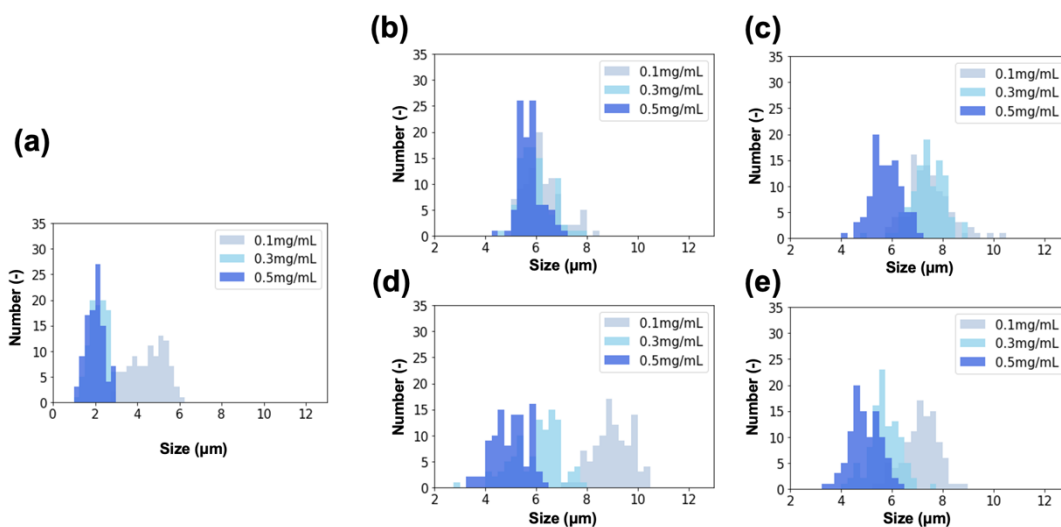 (a)
35
30
25
20
15
10
5
0
Number (-)
0.1mg/mL
0.3mg/mL
0.5mg/mL
0 2 4 6 8 10 12
Size (µm)
(b)
35
30
25
20
15
10
5
0
Number (-)
0.1mg/mL
0.3mg/mL
0.5mg/mL
2 4 6 8 10 12
Size (µm)
(c)
35
30
25
20
15
10
5
0
Number (-)
0.1mg/mL
0.3mg/mL
0.5mg/mL
2 4 6 8 10 12
Size (µm)
(d)
35
30
25
20
15
10
5
0
Number (-)
0.1mg/mL
0.3mg/mL
0.5mg/mL
2 4 6 8 10 12
Size (µm)
(e)
35
30
25
20
15
10
5
0
Number (-)
0.1mg/mL
0.3mg/mL
0.5mg/mL
2 4 6 8 10 12
Size (µm)